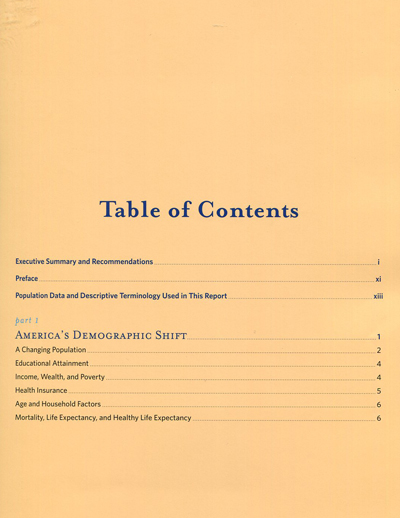 Table of Contents
Executive Summary and Recommendations i
Preface xi
Population Data and Descriptive Terminology Used in This Report xiii
part 1
America's Demographic Shift 1
A Changing Population 2
Educational Attainment 4
Income, Wealth, and Poverty 4
Health Insurance 5
Age and Household Factors 6
Mortality, Life Expectancy, and Healthy Life Expectancy 6